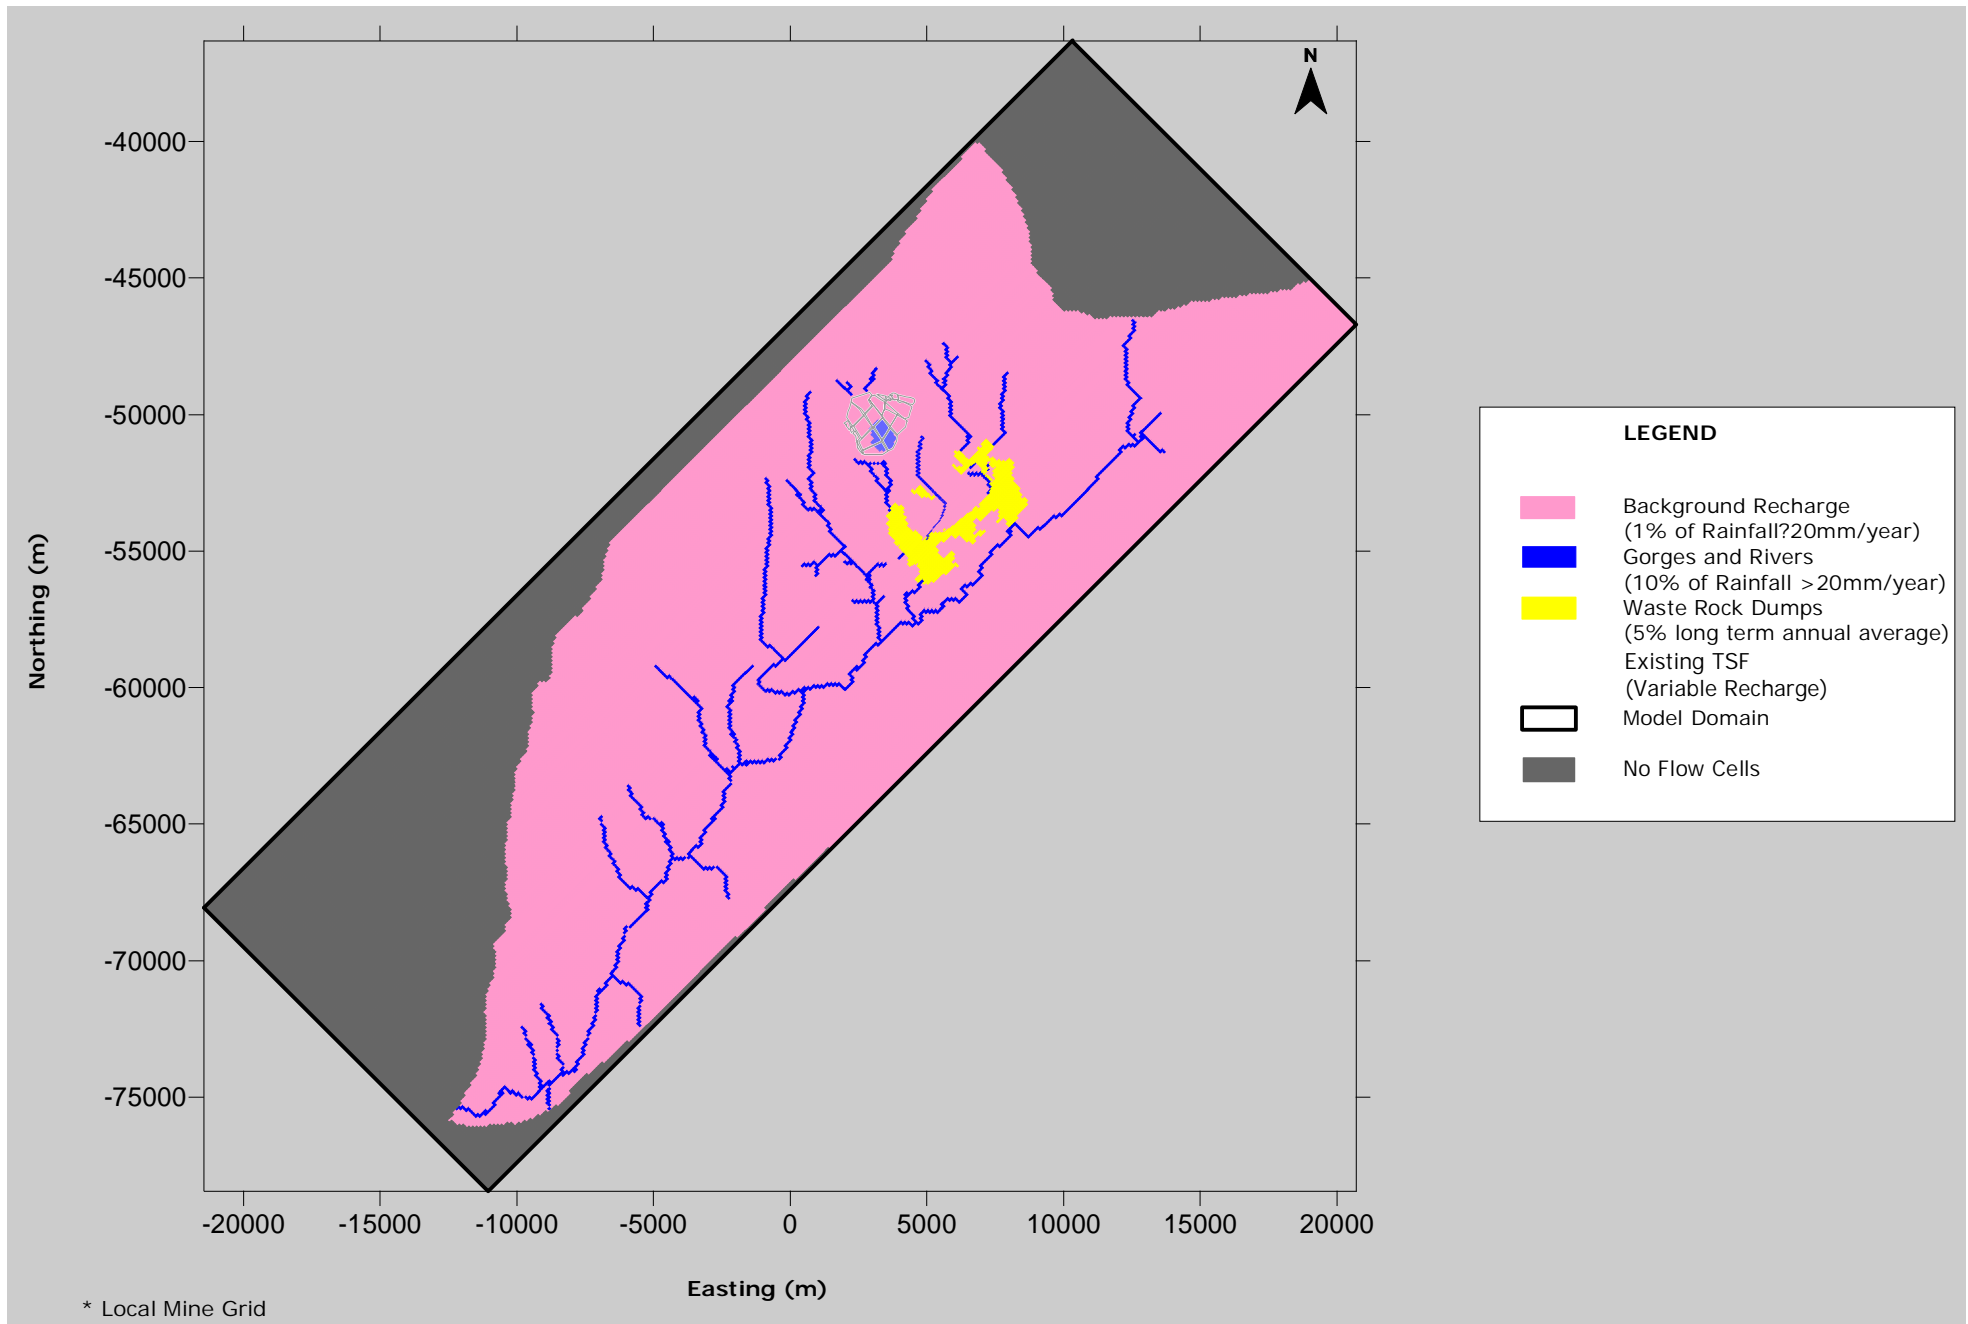 N
-40000
-45000
-50000
-55000
-60000
-65000
-70000
-75000
Northing (m)
-20000 -15000 -10000 -5000 0 5000 10000 15000 20000
Easting (m)
* Local Mine Grid
LEGEND
Background Recharge
(1% of Rainfall?20mm/year)
Gorges and Rivers
(10% of Rainfall >20mm/year)
Waste Rock Dumps
(5% long term annual average)
Existing TSF
(Variable Recharge)
Model Domain
No Flow Cells